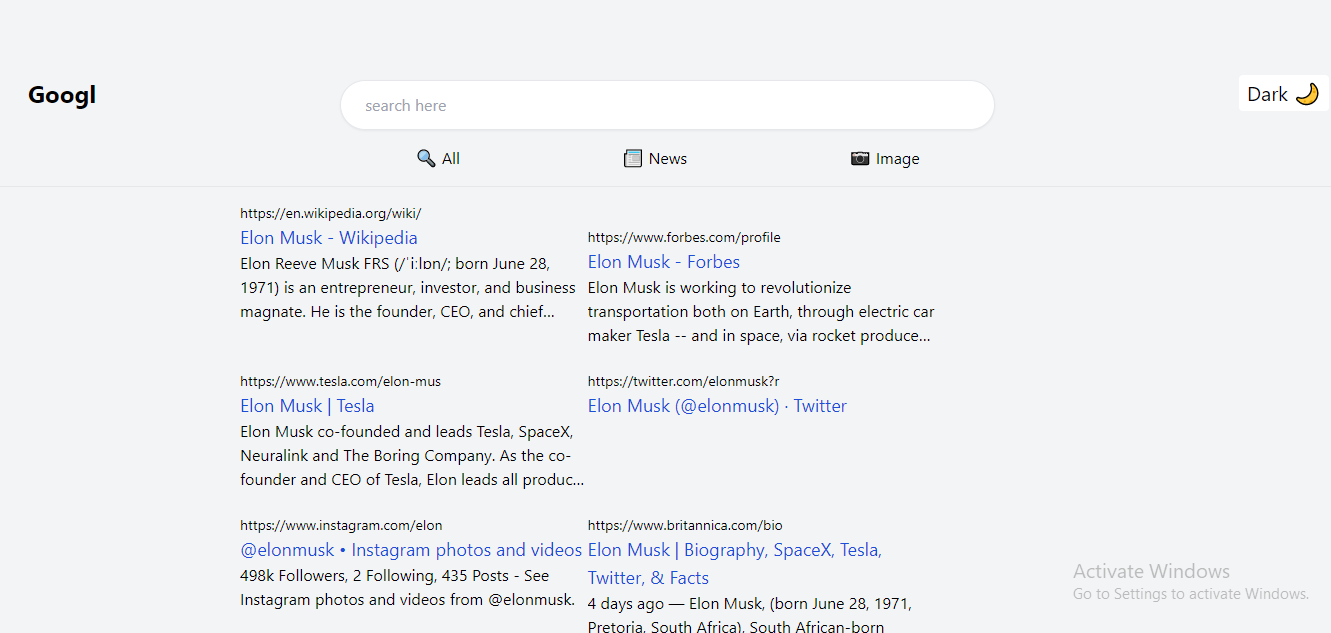 Googl
search here
Dark
All
News
Image
https://en.wikipedia.org/wiki/
Elon Musk - Wikipedia
Elon Reeve Musk FRS (/ˈiːlɒn/; born June 28,
1971) is an entrepreneur, investor, and business
magnate. He is the founder, CEO, and chief...
https://www.forbes.com/profile
Elon Musk - Forbes
Elon Musk is working to revolutionize
transportation both on Earth, through electric car
maker Tesla -- and in space, via rocket produce...
https://www.tesla.com/elon-mus
Elon Musk | Tesla
Elon Musk co-founded and leads Tesla, SpaceX,
Neuralink and The Boring Company. As the co-
founder and CEO of Tesla, Elon leads all produc...
https://twitter.com/elonmusk?r
Elon Musk (@elonmusk) · Twitter
https://www.instagram.com/elon
@elonmusk • Instagram photos and videos
498k Followers, 2 Following, 435 Posts - See
Instagram photos and videos from @elonmusk.
https://www.britannica.com/bio
Elon Musk | Biography, SpaceX, Tesla,
Twitter, & Facts
4 days ago — Elon Musk, (born June 28, 1971,
Pretoria, South Africa), South African-born
Activate Windows
Go to Settings to activate Windows.